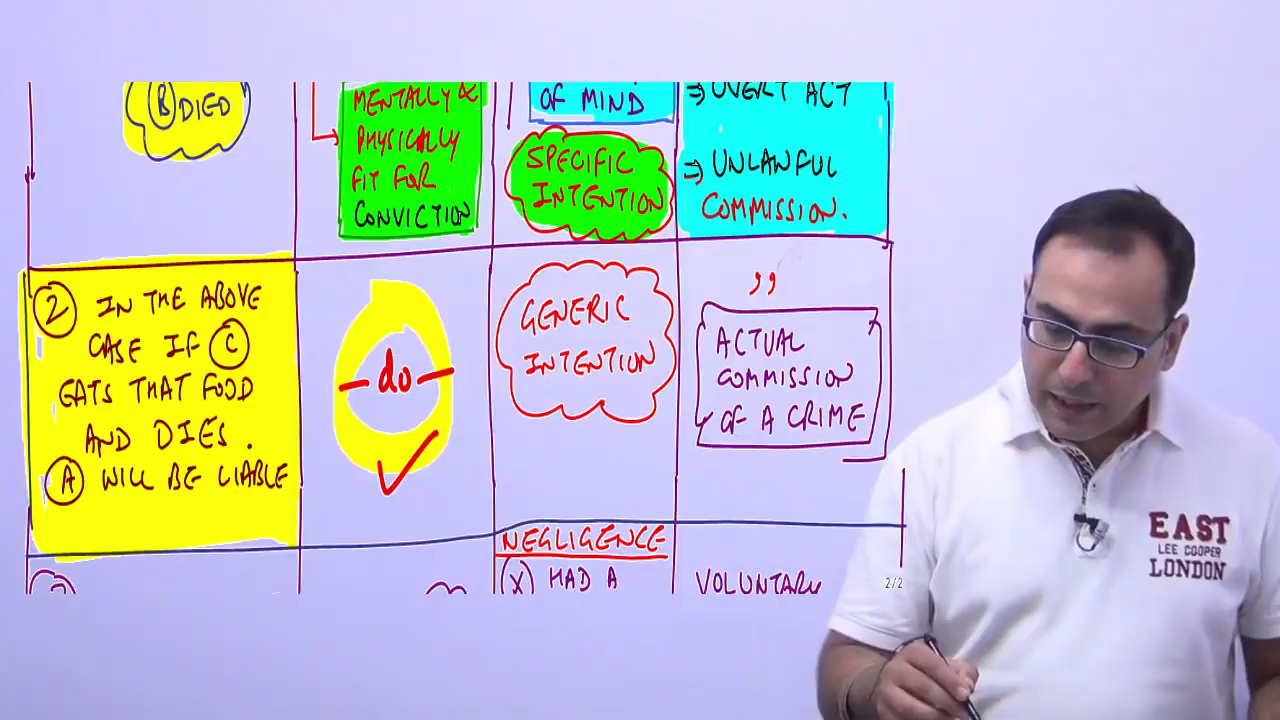 (B) DIED
MENTALLY &
PHYSICALLY
FIT FOR
CONVICTION
OF MIND
SPECIFIC
INTENTION
⇒ OVERT ACT
⇒ UNLAWFUL
COMMISSION.
(2) IN THE ABOVE
CASE IF (C)
EATS THAT FOOD
AND DIES.
(A) WILL BE LIABLE
— do —
GENERIC
INTENTION
,,
ACTUAL
COMMISSION
OF A CRIME
NEGLIGENCE
(X) HAD A
VOLUNTARY
2/2
EAST
LEE COOPER
LONDON